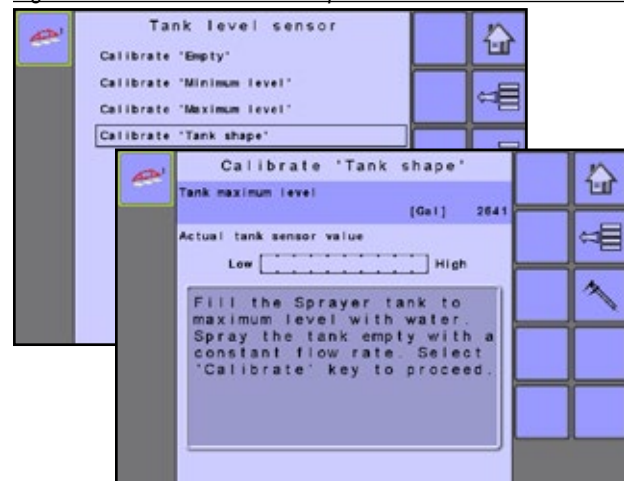 Tank level sensor
Calibrate 'Empty'
Calibrate 'Minimum level'
Calibrate 'Maximum level'
Calibrate 'Tank shape'
Calibrate 'Tank shape'
Tank maximum level
[Gal] 2641
Actual tank sensor value
Low High
Fill the Sprayer tank to
maximum level with water.
Spray the tank empty with a
constant flow rate. Select
'Calibrate' key to proceed.